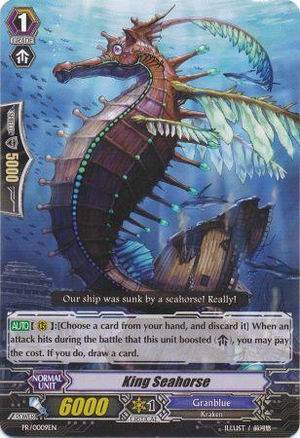 1
GRADE
SHIELD 5000
Our ship was sunk by a seahorse! Really!
AUTO [R]:[Choose a card from your hand, and discard it] When an
attack hits during the battle that this unit boosted ( ), you may pay
the cost. If you do, draw a card.
NORMAL
UNIT
King Seahorse
POWER
6000
1
CRITICAL
Granblue
Kraken
PR/0009EN
ILLUST /